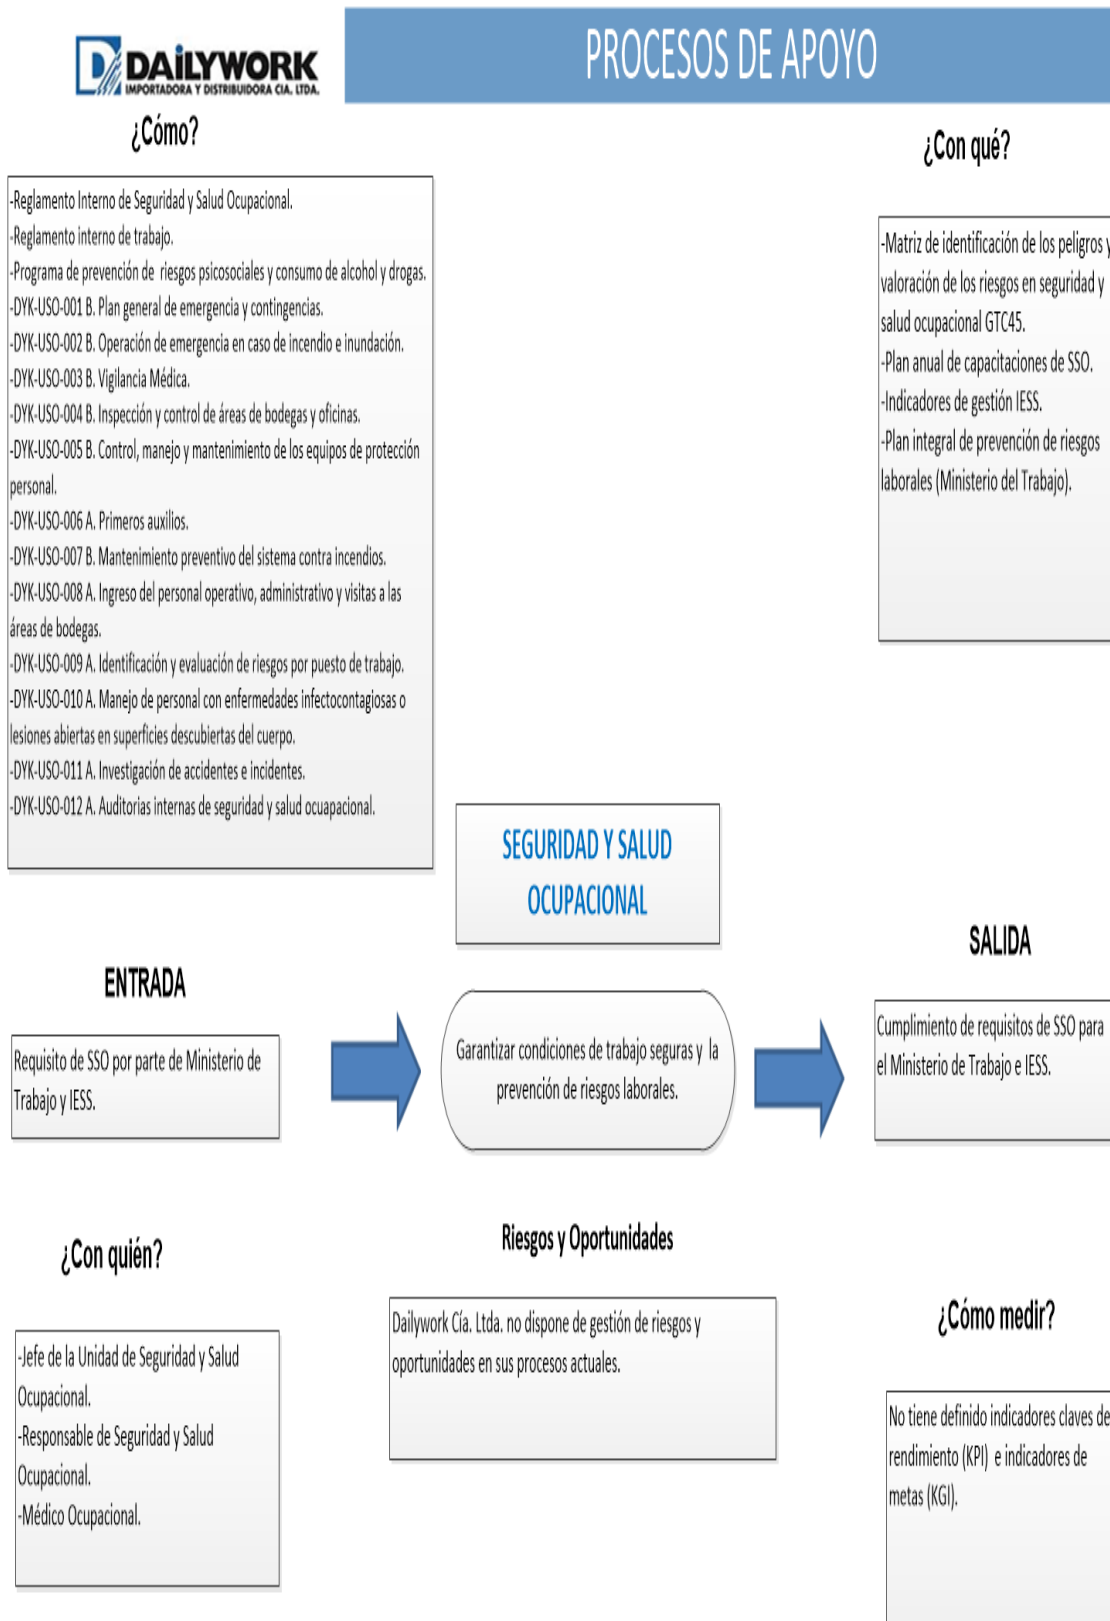 DAiLYWORK
IMPORTADORA Y DISTRIBUIDORA CIA. LTDA.
PROCESOS DE APOYO
¿Cómo?
-Reglamento Interno de Seguridad y Salud Ocupacional.
-Reglamento interno de trabajo.
-Programa de prevención de riesgos psicosociales y consumo de alcohol y drogas.
-DYK-USO-001 B. Plan general de emergencia y contingencias.
-DYK-USO-002 B. Operación de emergencia en caso de incendio e inundación.
-DYK-USO-003 B. Vigilancia Médica.
-DYK-USO-004 B. Inspección y control de áreas de bodegas y oficinas.
-DYK-USO-005 B. Control, manejo y mantenimiento de los equipos de protección
personal.
-DYK-USO-006 A. Primeros auxilios.
-DYK-USO-007 B. Mantenimiento preventivo del sistema contra incendios.
-DYK-USO-008 A. Ingreso del personal operativo, administrativo y visitas a las
áreas de bodegas.
-DYK-USO-009 A. Identificación y evaluación de riesgos por puesto de trabajo.
-DYK-USO-010 A. Manejo de personal con enfermedades infectocontagiosas o
lesiones abiertas en superficies descubiertas del cuerpo.
-DYK-USO-011 A. Investigación de accidentes e incidentes.
-DYK-USO-012 A. Auditorias internas de seguridad y salud ocuapacional.
¿Con qué?
-Matriz de identificación de los peligros y
valoración de los riesgos en seguridad y
salud ocupacional GTC45.
-Plan anual de capacitaciones de SSO.
-Indicadores de gestión IESS.
-Plan integral de prevención de riesgos
laborales (Ministerio del Trabajo).
SEGURIDAD Y SALUD
OCUPACIONAL
ENTRADA
Requisito de SSO por parte de Ministerio de
Trabajo y IESS.
Garantizar condiciones de trabajo seguras y la
prevención de riesgos laborales.
SALIDA
Cumplimiento de requisitos de SSO para
el Ministerio de Trabajo e IESS.
¿Con quién?
-Jefe de la Unidad de Seguridad y Salud
Ocupacional.
-Responsable de Seguridad y Salud
Ocupacional.
-Médico Ocupacional.
Riesgos y Oportunidades
Dailywork Cía. Ltda. no dispone de gestión de riesgos y
oportunidades en sus procesos actuales.
¿Cómo medir?
No tiene definido indicadores claves de
rendimiento (KPI) e indicadores de
metas (KGI).